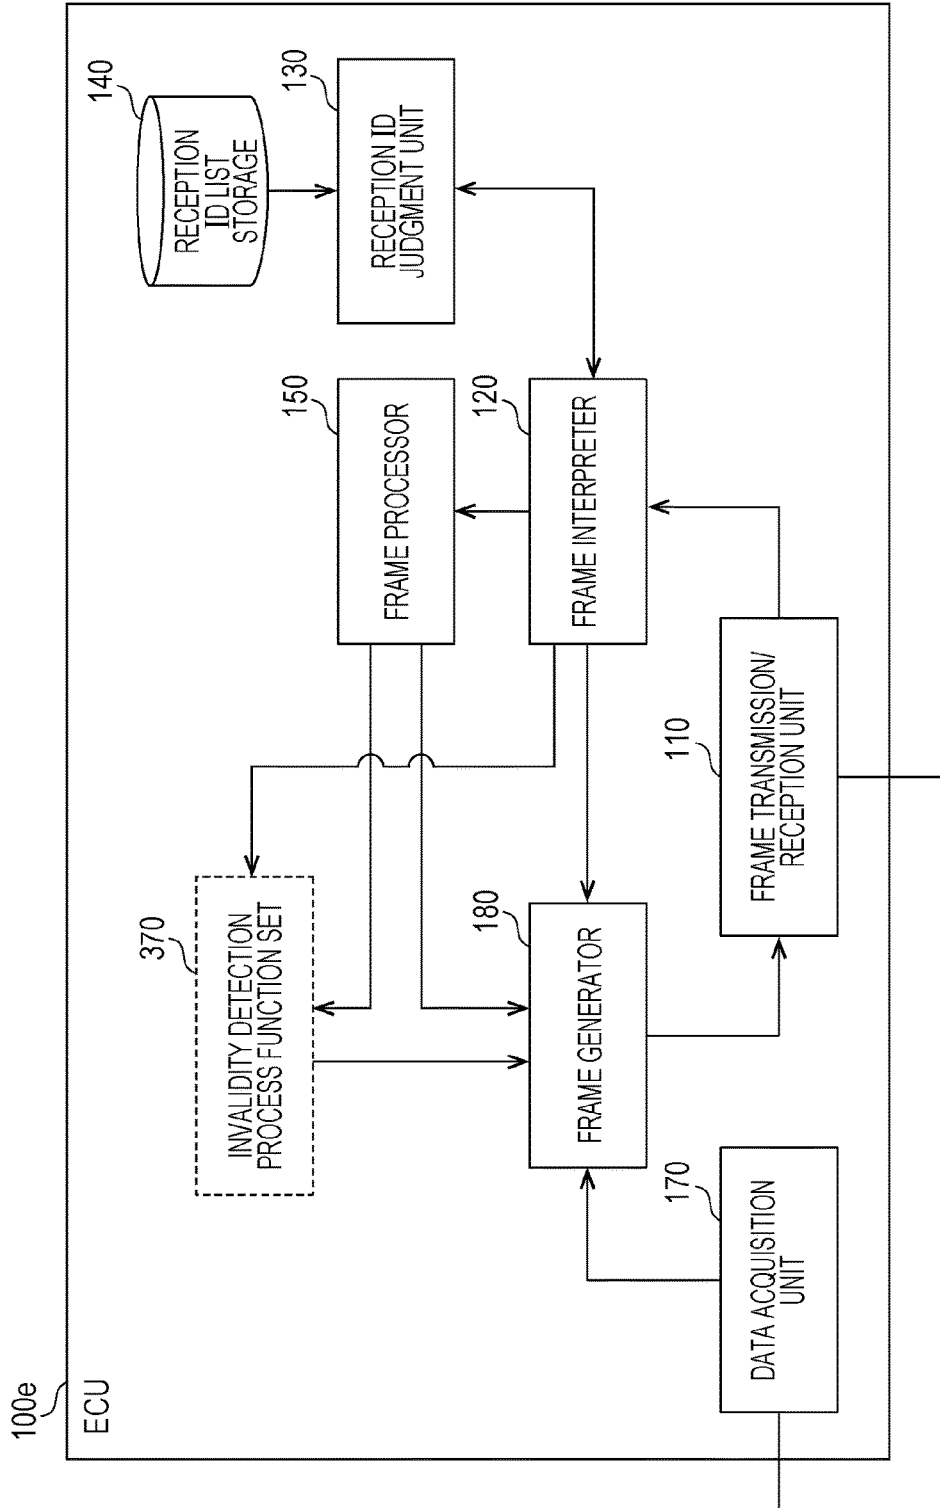 100e
ECU
370
INVALIDITY DETECTION
PROCESS FUNCTION SET
150
FRAME PROCESSOR
140
RECEPTION
ID LIST
STORAGE
130
RECEPTION ID
JUDGMENT UNIT
180
FRAME GENERATOR
120
FRAME INTERPRETER
170
DATA ACQUISITION
UNIT
110
FRAME TRANSMISSION/
RECEPTION UNIT